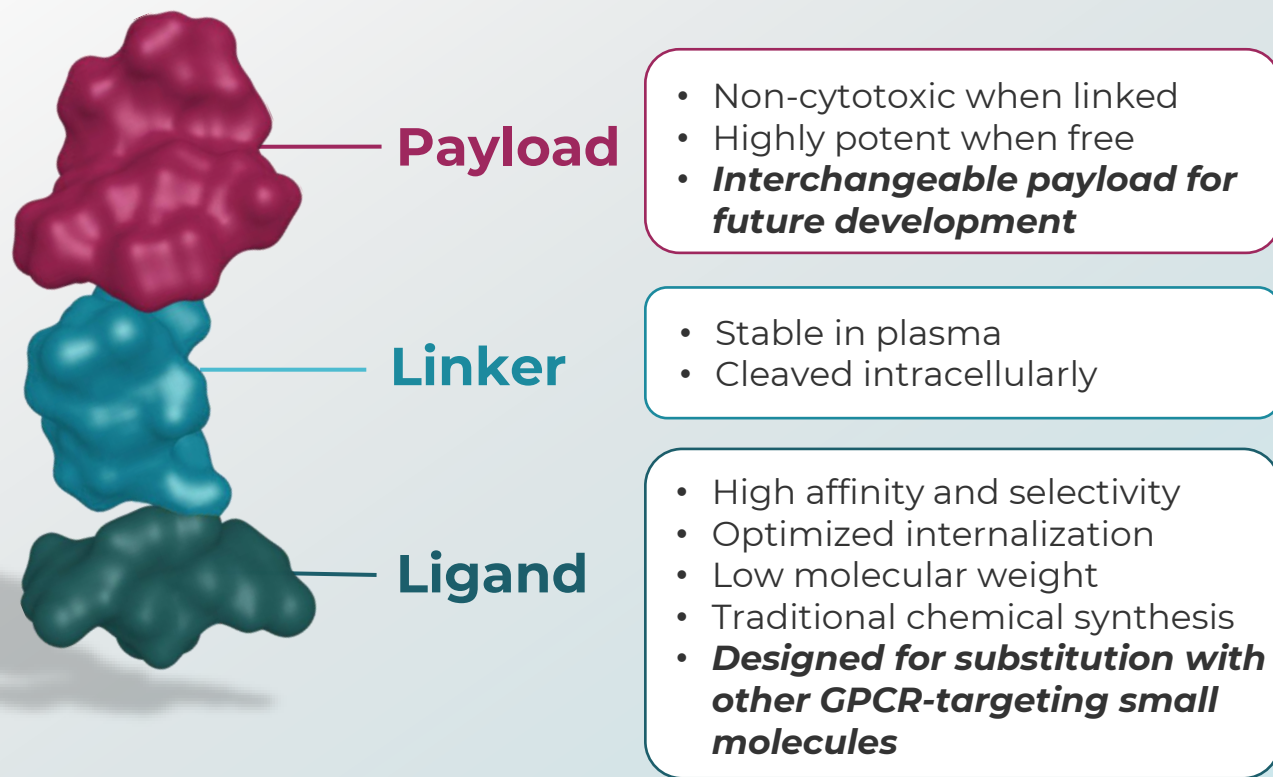 Payload
• Non-cytotoxic when linked
• Highly potent when free
• Interchangeable payload for
future development
Linker
• Stable in plasma
• Cleaved intracellularly
Ligand
• High affinity and selectivity
• Optimized internalization
• Low molecular weight
• Traditional chemical synthesis
• Designed for substitution with
other GPCR-targeting small
molecules